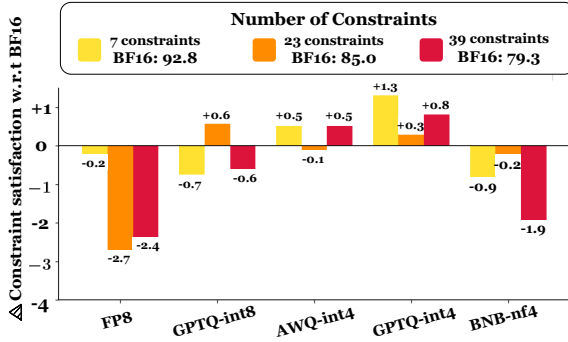 Number of Constraints
7 constraints
BF16: 92.8
23 constraints
BF16: 85.0
39 constraints
BF16: 79.3
△Constraint satisfaction w.r.t BF16
+1
0
−1
−2
−3
-4
-0.2
-2.7
-2.4
-0.7
+0.6
-0.6
+0.5
-0.1
+0.5
+1.3
+0.3
+0.8
-0.9
-0.2
-1.9
FP8
GPTQ-int8
AWQ-int4
GPTQ-int4
BNB-nf4